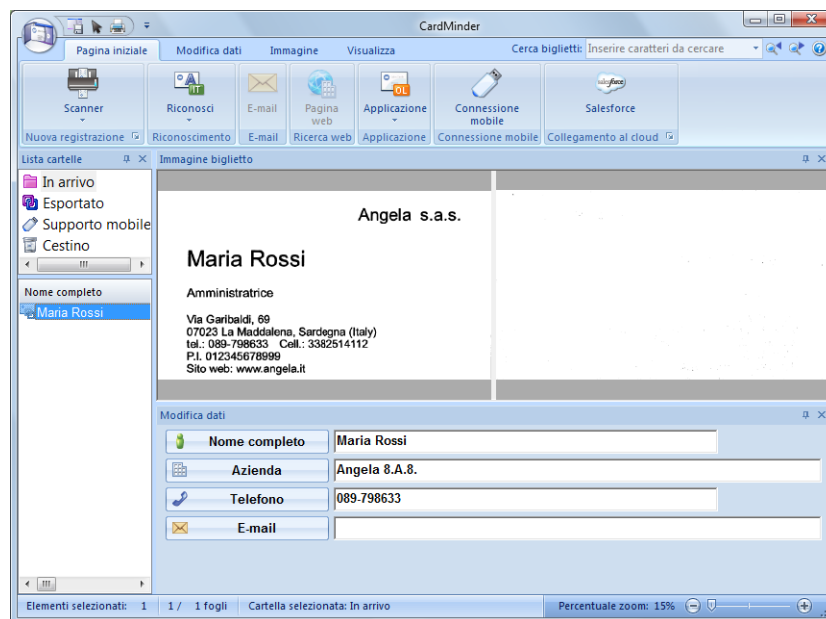 CardMinder
Pagina iniziale Modifica dati Immagine Visualizza Cerca biglietti: Inserire caratteri da cercare
IT OL salesforce
Scanner Riconosci E-mail Pagina web Applicazione Connessione mobile Salesforce
Nuova registrazione Riconoscimento E-mail Ricerca web Applicazione Connessione mobile Collegamento al cloud
Lista cartelle
In arrivo
Esportato
Supporto mobile
Cestino
Nome completo
Maria Rossi
Immagine biglietto
Angela s.a.s.
Maria Rossi
Amministratrice
Via Garibaldi, 69
07023 La Maddalena, Sardegna (Italy)
tel.: 089-798633 Cell.: 3382514112
P.I. 012345678999
Sito web: www.angela.it
Modifica dati
Nome completo Maria Rossi
Azienda Angela 8.A.8.
Telefono 089-798633
E-mail
Elementi selezionati: 1 1 / 1 fogli Cartella selezionata: In arrivo Percentuale zoom: 15%